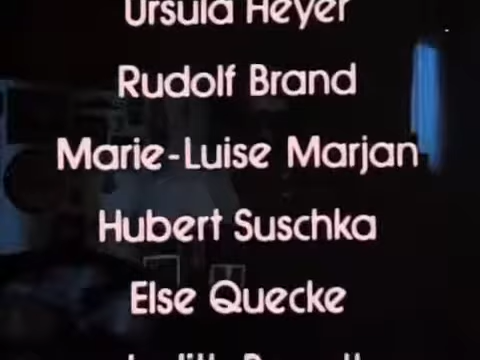 Ursula Heyer
Rudolf Brand
Marie-Luise Marjan
Hubert Suschka
Else Quecke